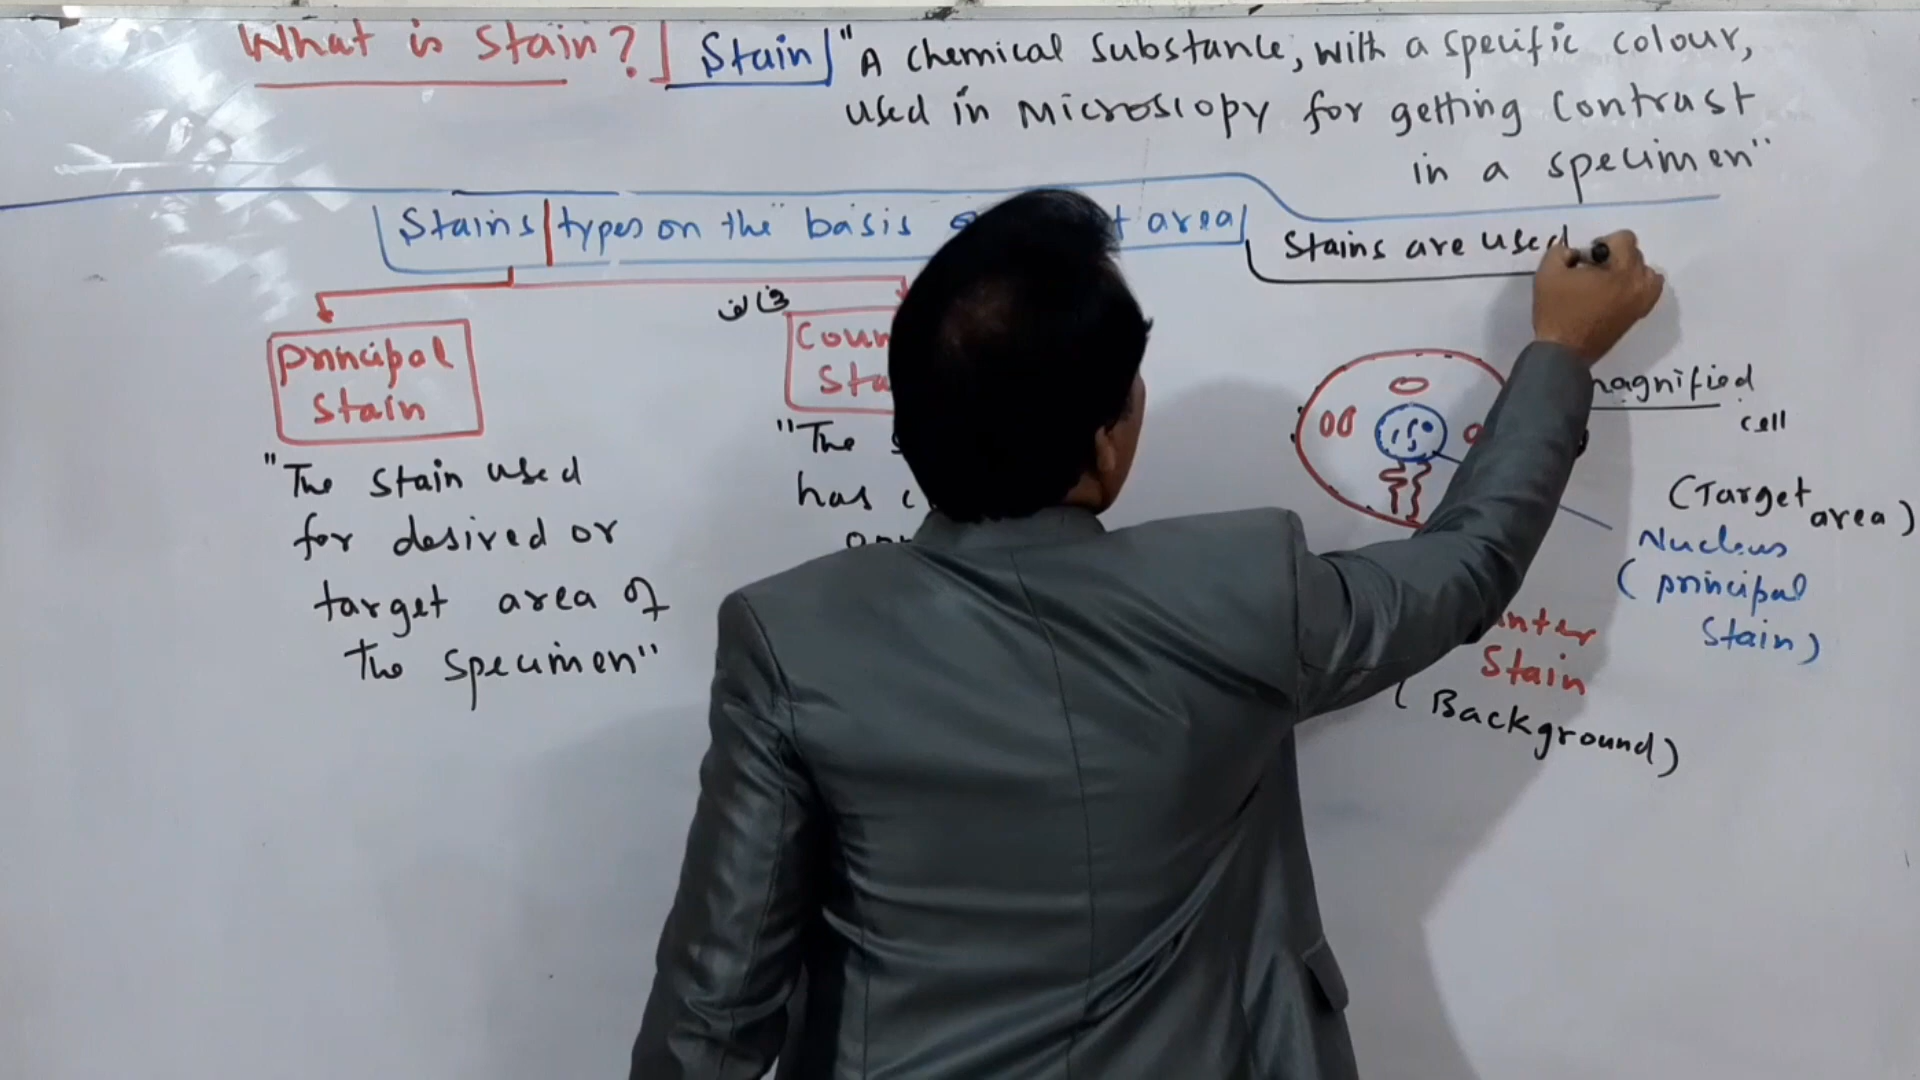 What is Stain?
Stain "A chemical substance, with a specific colour,
used in Microscopy for getting Contrast
in a specimen"
Stains types on the basis area
Stains are used
مخالف
Principal
Stain
"The stain used
for desired or
target area of
the specimen"
"The
has
magnified
cell
(Target area)
Nucleus
(principal
Stain)
Stain
(Background)